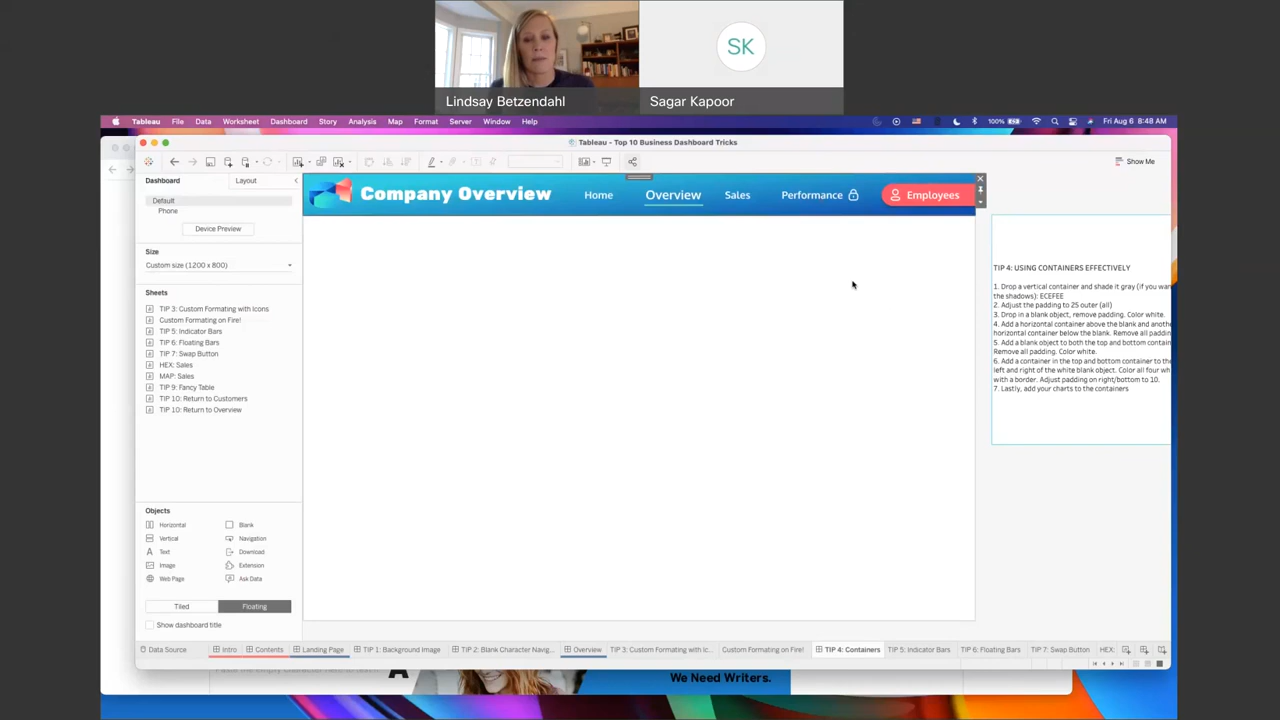 SK
Lindsay Betzendahl
Sagar Kapoor
Tableau File Data Worksheet Dashboard Story Analysis Map Format Server Window Help
100% Fri Aug 6 8:48 AM
Tableau - Top 10 Business Dashboard Tricks
Show Me
Dashboard Layout
Default
Phone
Device Preview
Size
Custom size (1200 x 800)
Sheets
TIP 3: Custom Formating with Icons
Custom Formating on Fire!
TIP 5: Indicator Bars
TIP 6: Floating Bars
TIP 7: Swap Button
HEX: Sales
MAP: Sales
TIP 9: Fancy Table
TIP 10: Return to Customers
TIP 10: Return to Overview
Objects
Horizontal Blank
Vertical Navigation
Text Download
Image Extension
Web Page Ask Data
Tiled Floating
Show dashboard title
Company Overview Home Overview Sales Performance Employees
TIP 4: USING CONTAINERS EFFECTIVELY
1. Drop a vertical container and shade it gray (if you want
the shadows): ECEFEE
2. Adjust the padding to 25 outer (all)
3. Drop in a blank object, remove padding. Color white.
4. Add a horizontal container above the blank and anothe
horizontal container below the blank. Remove all paddin
5. Add a blank object to both the top and bottom contain
Remove all padding. Color white.
6. Add a container in the top and bottom container to the
left and right of the white blank object. Color all four wh
with a border. Adjust padding on right/bottom to 10.
7. Lastly, add your charts to the containers
Data Source Intro Contents Landing Page TIP 1: Background Image TIP 2: Blank Character Navig... Overview TIP 3: Custom Formating with Ic... Custom Formating on Fire! TIP 4: Containers TIP 5: Indicator Bars TIP 6: Floating Bars TIP 7: Swap Button HEX:
We Need Writers.